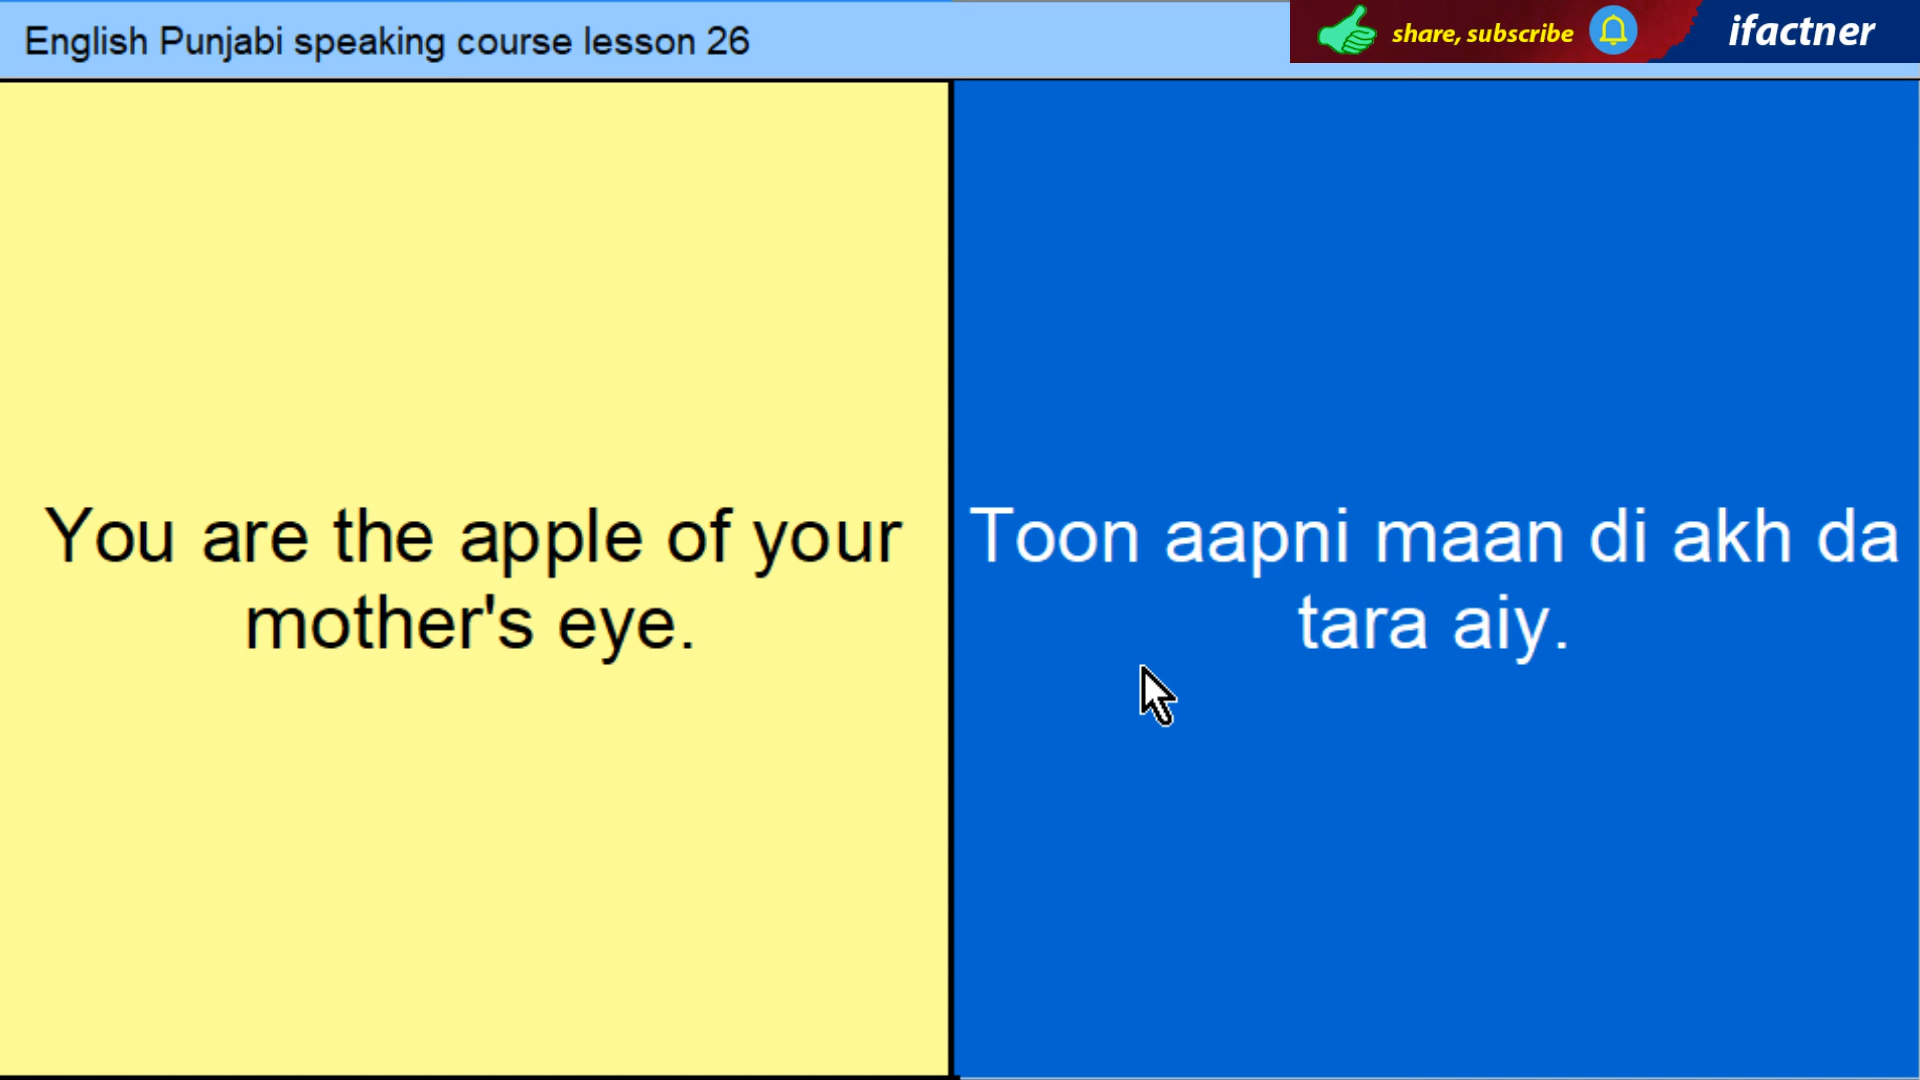 English Punjabi speaking course lesson 26
share, subscribe
ifactner
You are the apple of your
mother's eye.
Toon aapni maan di akh da
tara aiy.